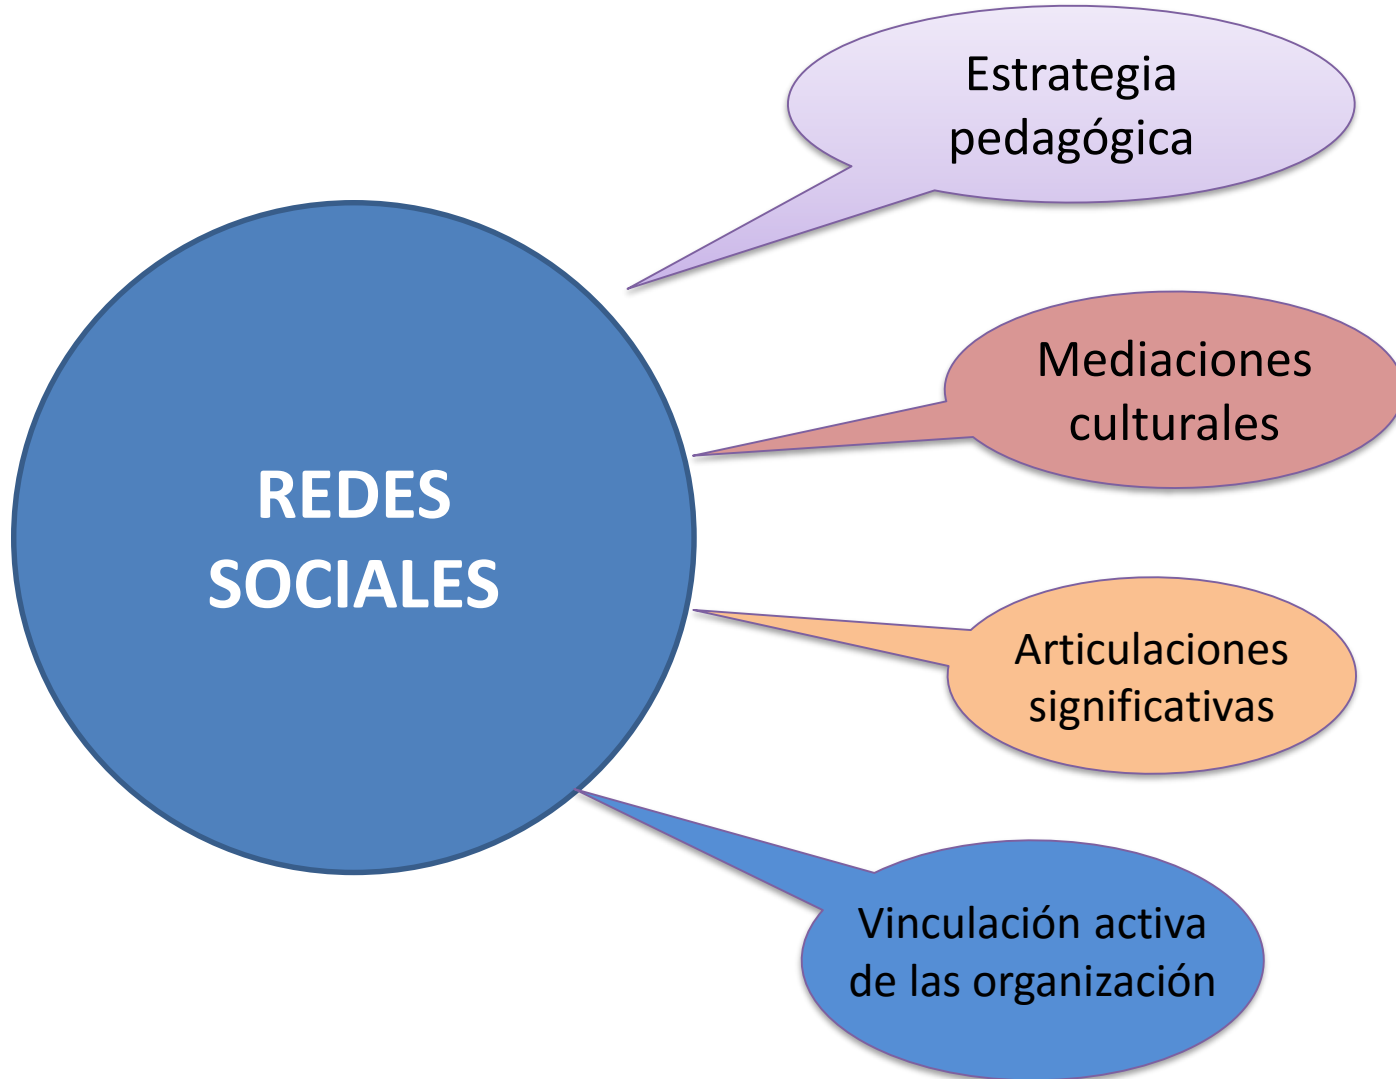 Estrategia
pedagógica
Mediaciones
culturales
REDES
SOCIALES
Articulaciones
significativas
Vinculación activa
de las organización